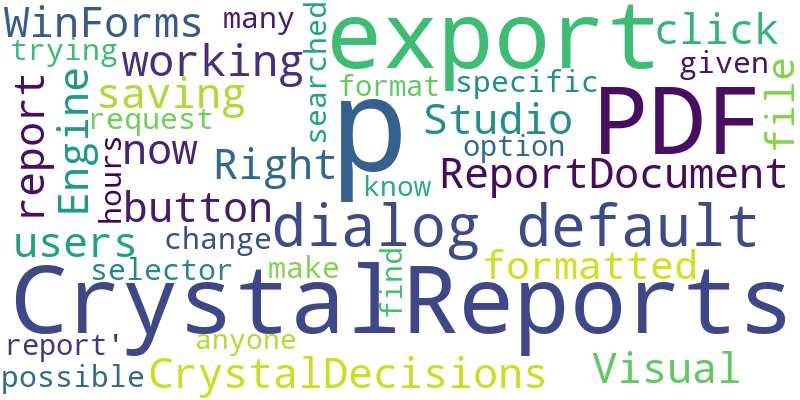 WinForms
many
searched
export
click
trying
working
format
specific
given
file
report
Engine
saving
request
p
Studio
PDF
hours
now
Right
option
know
ReportDocument
button
users
change
dialog
default
selector
make
find
formatted
CrystalReports
report'
anyone
possible
CrystalDecisions
Visual